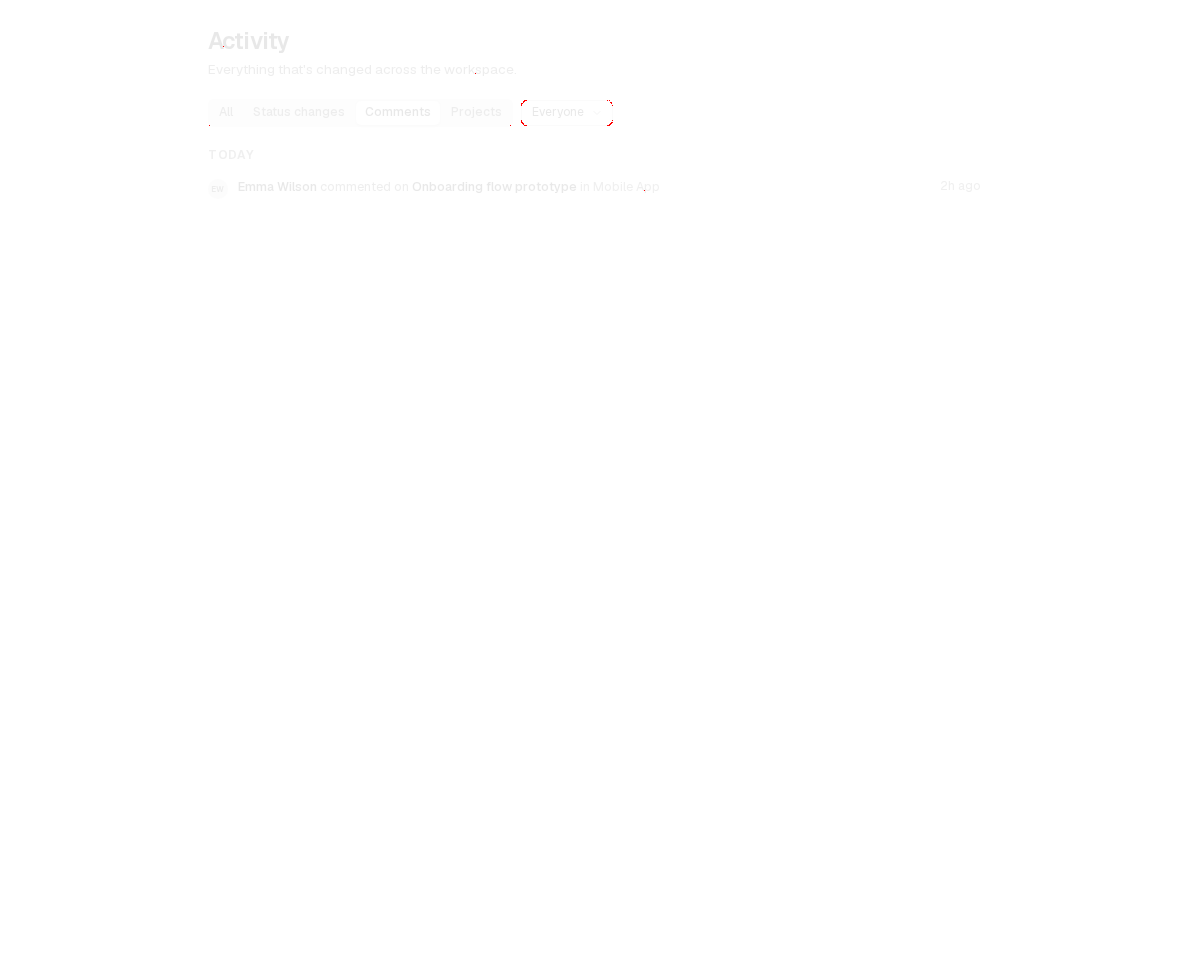 Activity
Everything that's changed across the workspace.
All Status changes Comments Projects Everyone
TODAY
EW Emma Wilson commented on Onboarding flow prototype in Mobile App 2h ago